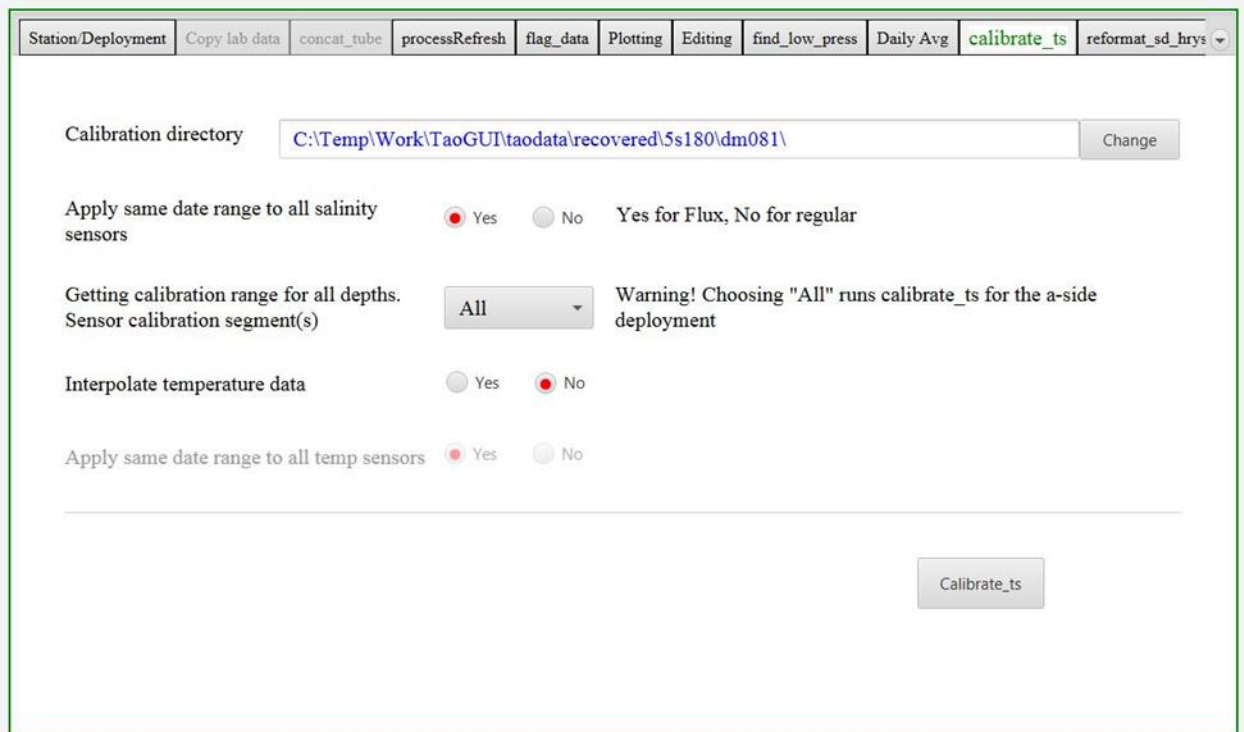 Station/Deployment Copy lab data concat_tube processRefresh flag_data Plotting Editing find_low_press Daily Avg calibrate_ts reformat_sd_hrys
Calibration directory C:\Temp\Work\TaoGUI\taodata\recovered\5s180\dm081\ Change
Apply same date range to all salinity
sensors
Yes No Yes for Flux, No for regular
Getting calibration range for all depths.
Sensor calibration segment(s)
All
Warning! Choosing "All" runs calibrate_ts for the a-side
deployment
Interpolate temperature data Yes No
Apply same date range to all temp sensors Yes No
Calibrate_ts